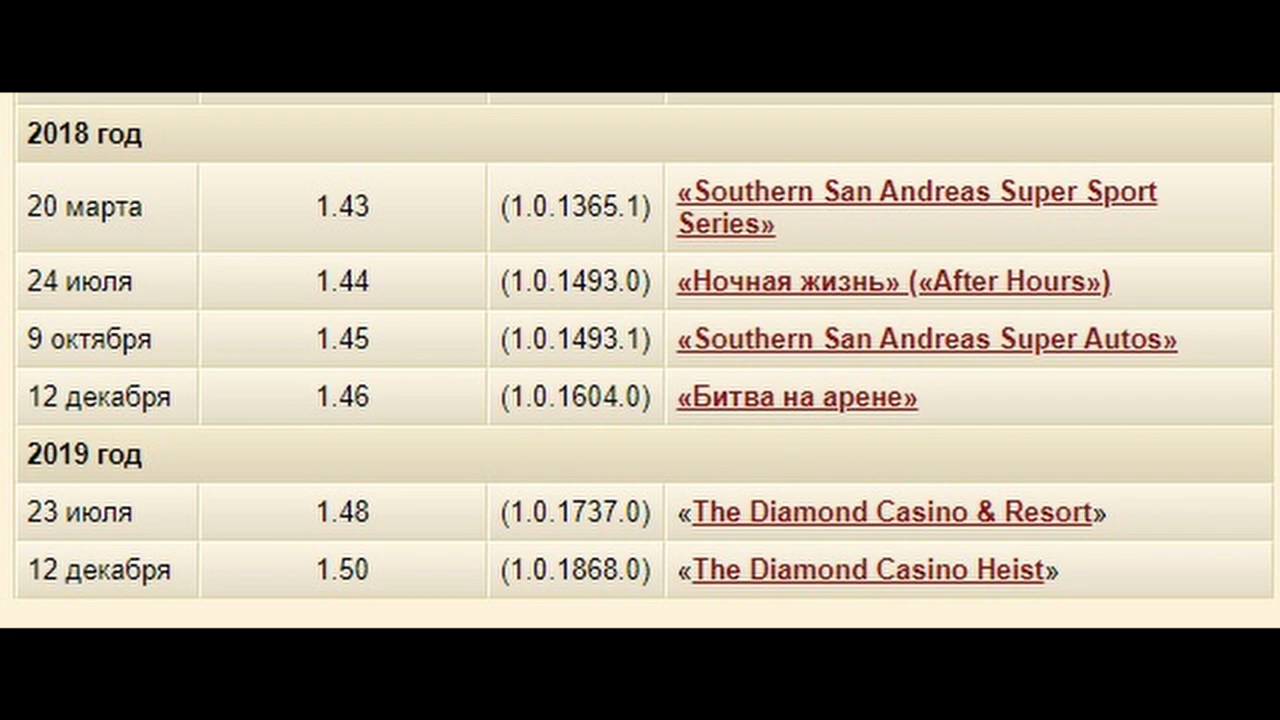 2018 год
20 марта 1.43 (1.0.1365.1) «Southern San Andreas Super Sport
Series»
24 июля 1.44 (1.0.1493.0) «Ночная жизнь» («After Hours»)
9 октября 1.45 (1.0.1493.1) «Southern San Andreas Super Autos»
12 декабря 1.46 (1.0.1604.0) «Битва на арене»
2019 год
23 июля 1.48 (1.0.1737.0) «The Diamond Casino & Resort»
12 декабря 1.50 (1.0.1868.0) «The Diamond Casino Heist»